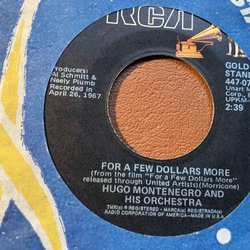 RCA
Producers:
Al Schmitt &
Neely Plumb
Recorded in
April 26, 1967
GOLD
STAND
447-07
Unart M
Corp.
UPKM
2:39
FOR A FEW DOLLARS MORE
(from the film "For a Few Dollars More"
released through United Artists) (Morricone)
HUGO MONTENEGRO AND
HIS ORCHESTRA
TMK(s) ® REGISTERED • MARCA(s) REGISTRADA(s)
RADIO CORPORATION OF AMERICA—MADE IN U.S.A.